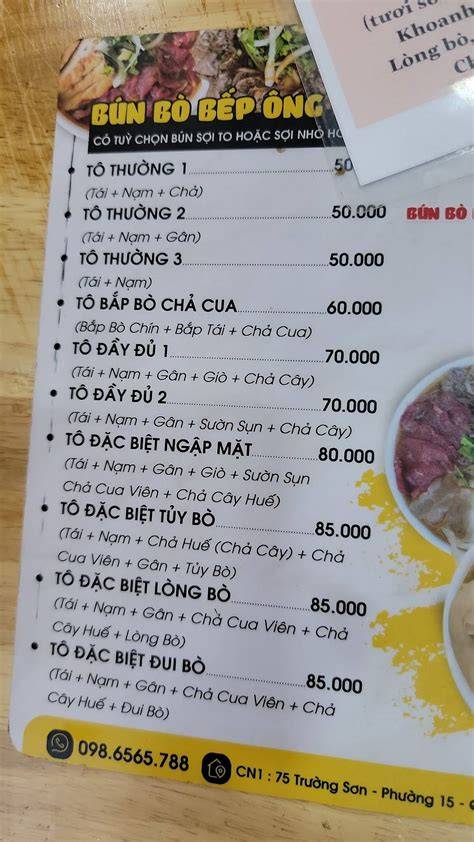 (tươi
Khoanh
Lòng bò,
BÚN BÒ BẾP ÔNG
CÓ TUỲ CHỌN BÚN SỢI TO HOẶC SỢI NHỎ
TÔ THƯỜNG 1 50
(Tái + Nạm + Chả)
TÔ THƯỜNG 2 50.000
BÚN BÒ
(Tái + Nạm + Gân)
TÔ THƯỜNG 3 50.000
(Tái + Nạm)
TÔ BẮP BÒ CHẢ CUA 60.000
(Bắp Bò Chín + Bắp Tái + Chả Cua)
TÔ ĐẦY ĐỦ 1 70.000
(Tái + Nạm + Gân + Giò + Chả Cây)
TÔ ĐẦY ĐỦ 2 70.000
(Tái + Nạm + Gân + Sườn Sụn + Chả Cây)
TÔ ĐẶC BIỆT NGẬP MẶT 80.000
(Tái + Nạm + Gân + Giò + Sườn Sụn
Chả Cua Viên + Chả Cây Huế)
TÔ ĐẶC BIỆT TỦY BÒ 85.000
(Tái + Nạm + Chả Huế (Chả Cây) + Chả
Cua Viên + Gân + Tủy Bò)
TÔ ĐẶC BIỆT LÒNG BÒ 85.000
(Tái + Nạm + Gân + Chả Cua Viên + Chả
Cây Huế + Lòng Bò)
TÔ ĐẶC BIỆT ĐUI BÒ 85.000
(Tái + Nạm + Gân + Chả Cua Viên + Chả
Cây Huế + Đui Bò)
098.6565.788 CN1 : 75 Trường Sơn - Phường 15 -